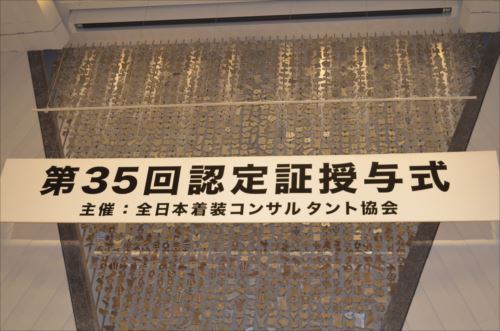 第35回認定証授与式
主催：全日本着装コンサルタント協会